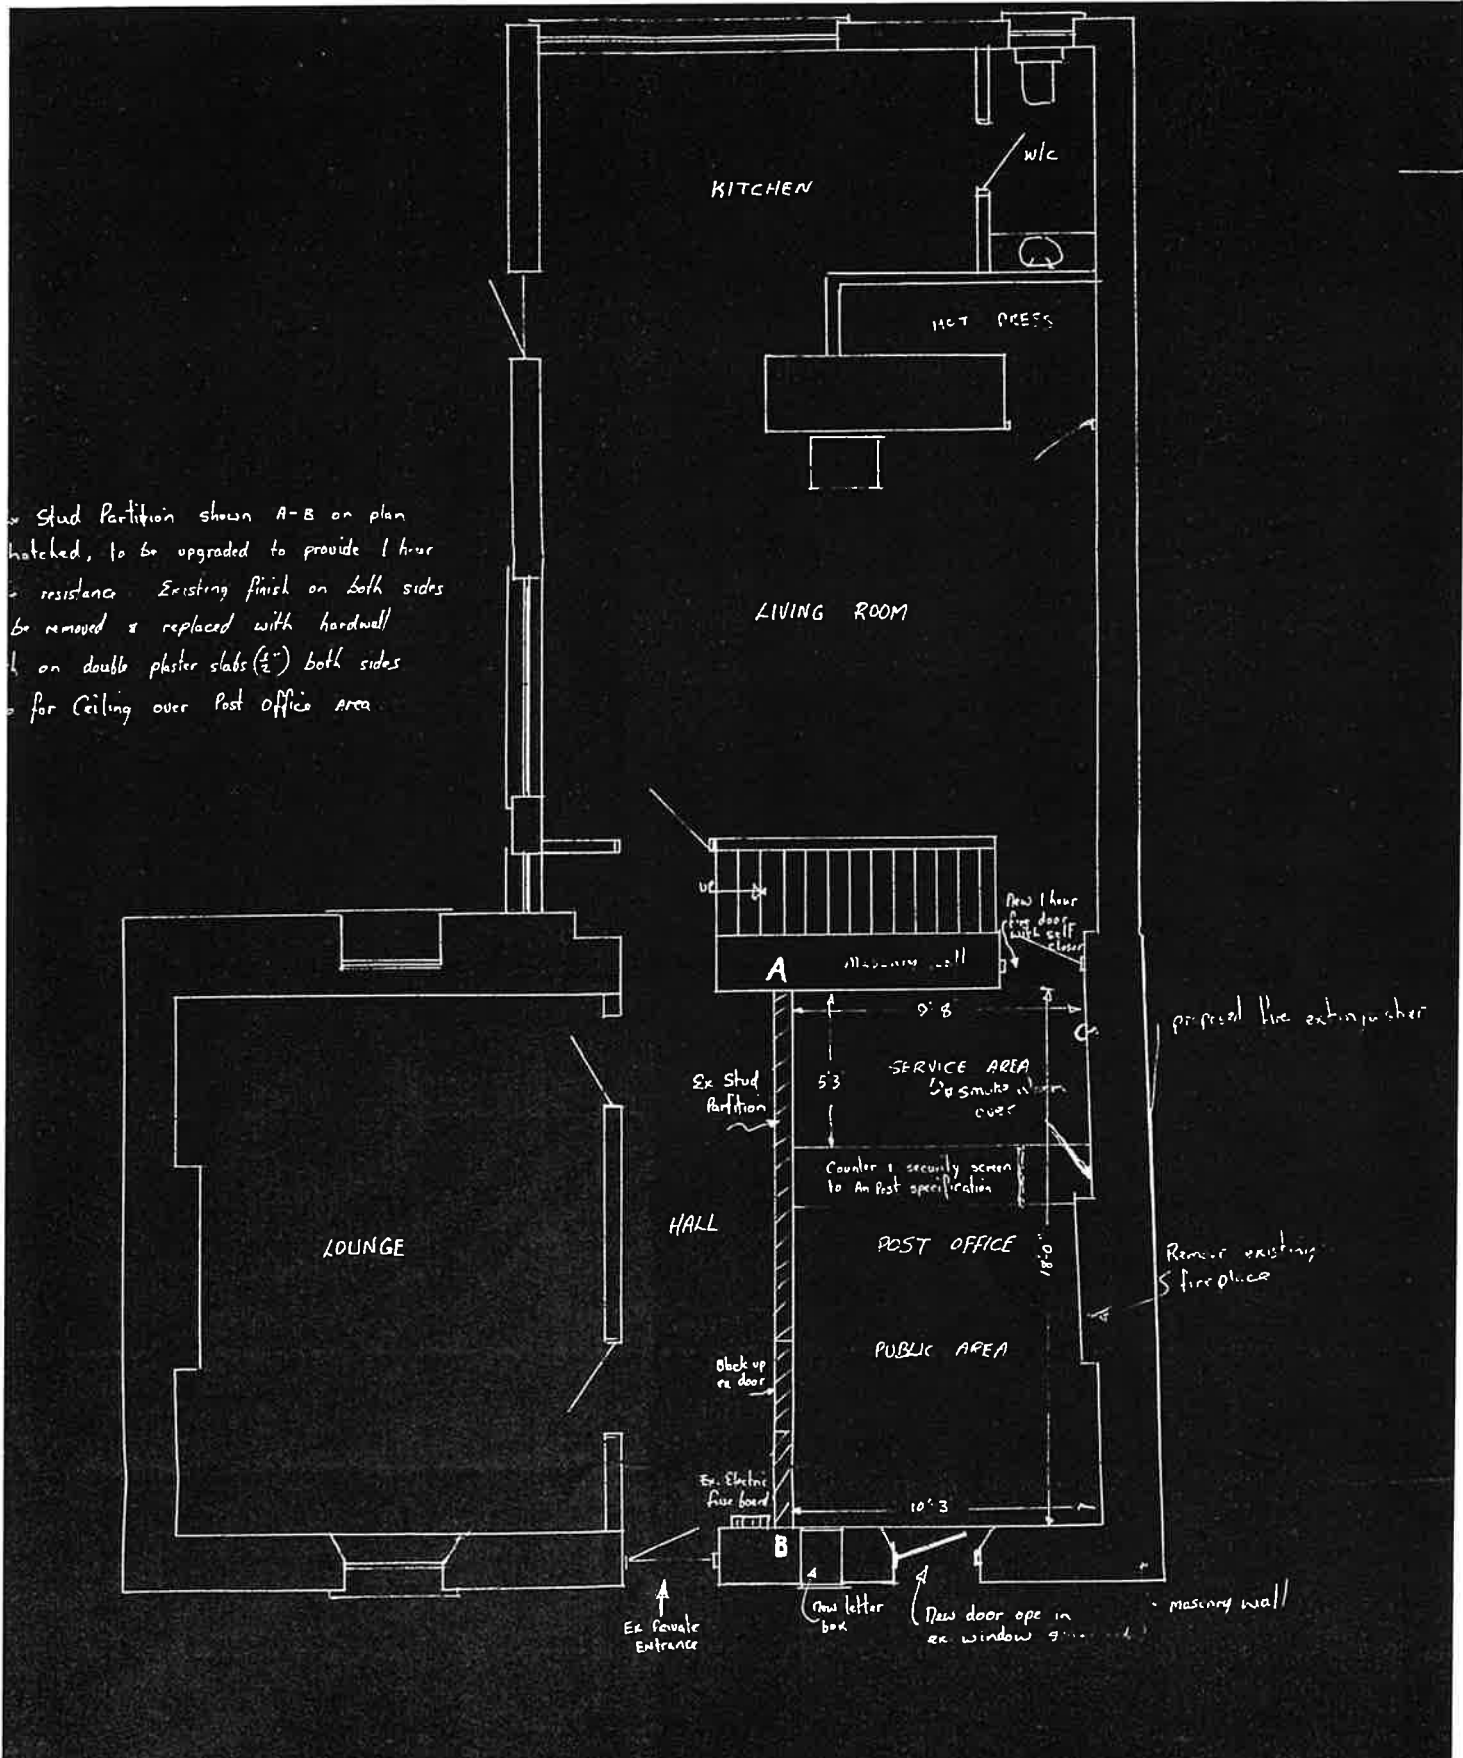 KITCHEN
W/C
HOT PRESS
Stud Partition shown A-B on plan
hatched, to be upgraded to provide 1 hour
resistance. Existing finish on both sides
be removed & replaced with hardwall
on double plaster slabs (½") both sides
for Ceiling over Post Office Area.
LIVING ROOM
UP
New 1 hour
fire door
with self
closer
A
Masonry wall
9'8
proposed fire extinguisher
SERVICE AREA
smoke alarm
over
5'3
Ex Stud
Partition
Counter & security screen
to An Post specification
HALL
LOUNGE
POST OFFICE
18'-0"
Remove existing
fireplace
PUBLIC AREA
Block up
ex door
Ex. Electric
fuse board
10'3
B
Ex Private
Entrance
New letter
box
New door ope in
ex. window
masonry wall